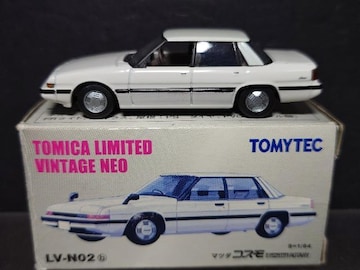 TOMICA LIMITED
VINTAGE NEO
TOMYTEC
S=1/64
LV-N02 b
マツダ コスモ